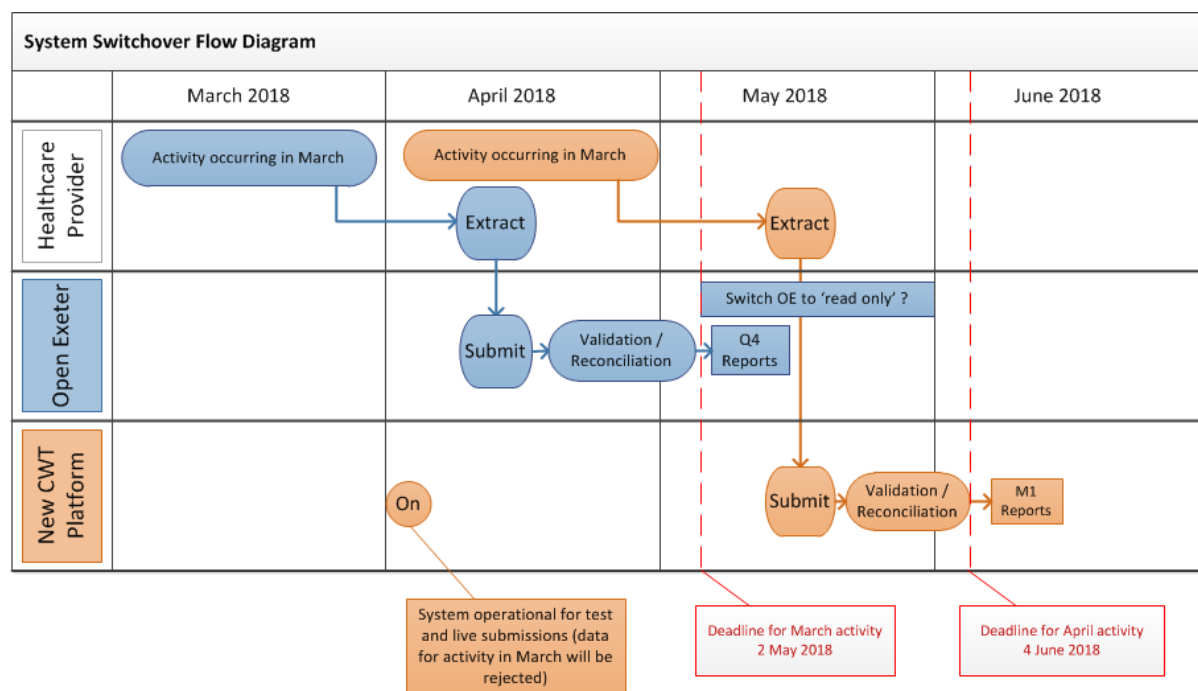 System Switchover Flow Diagram
March 2018
April 2018
May 2018
June 2018
Healthcare
Provider
Activity occurring in March
Activity occurring in March
Extract
Extract
Open Exeter
Switch OE to ‘read only’ ?
Submit
Validation /
Reconciliation
Q4
Reports
New CWT
Platform
On
Submit
Validation /
Reconciliation
M1
Reports
System operational for test
and live submissions (data
for activity in March will be
rejected)
Deadline for March activity
2 May 2018
Deadline for April activity
4 June 2018